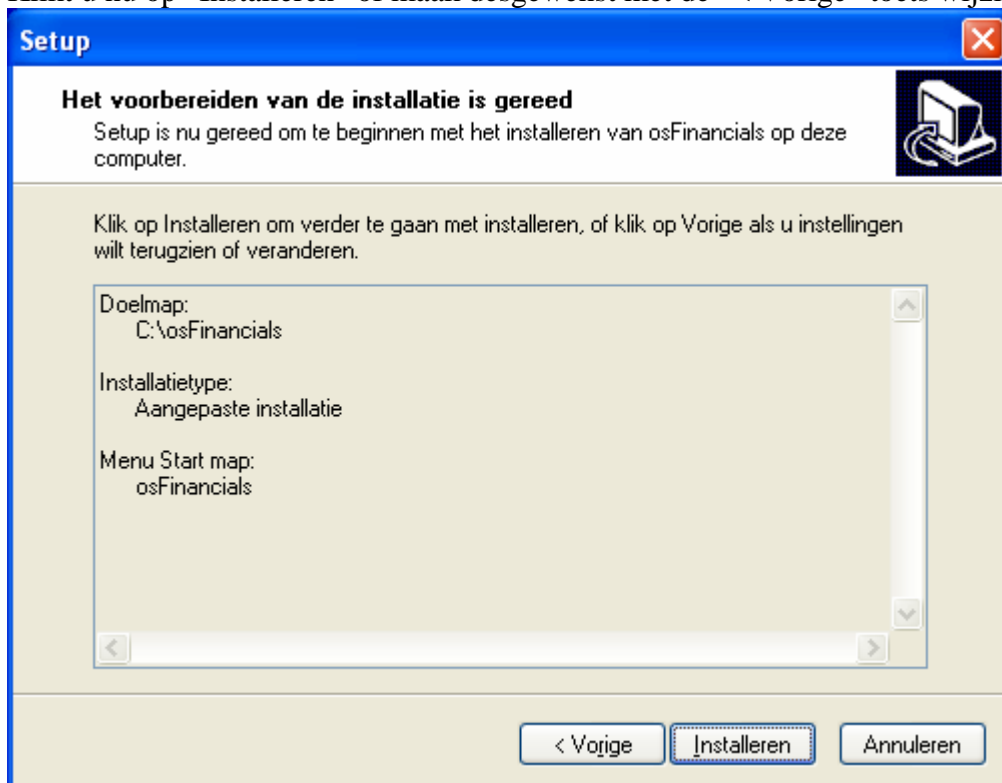 Setup
Het voorbereiden van de installatie is gereed
Setup is nu gereed om te beginnen met het installeren van osFinancials op deze
computer.
Klik op Installeren om verder te gaan met installeren, of klik op Vorige als u instellingen
wilt terugzien of veranderen.
Doelmap:
C:\osFinancials
Installatietype:
Aangepaste installatie
Menu Start map:
osFinancials
< Vorige
Installeren
Annuleren